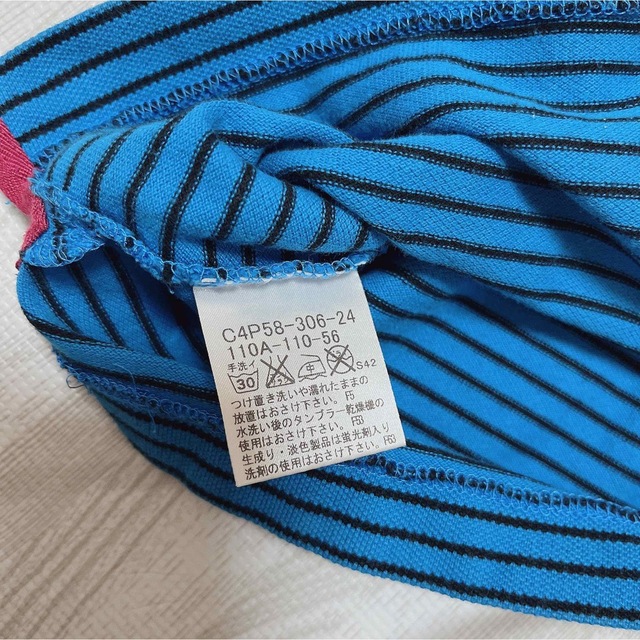 C4P58-306-24
110A-110-56
手洗イ
30 S42
つけ置き洗いや濡れたままの
放置はおさけ下さい。F5
水洗い後のタンブラー乾燥機の
使用はおさけ下さい。F50
生成り・淡色製品は蛍光剤入り
洗剤の使用はおさけ下さい。F63